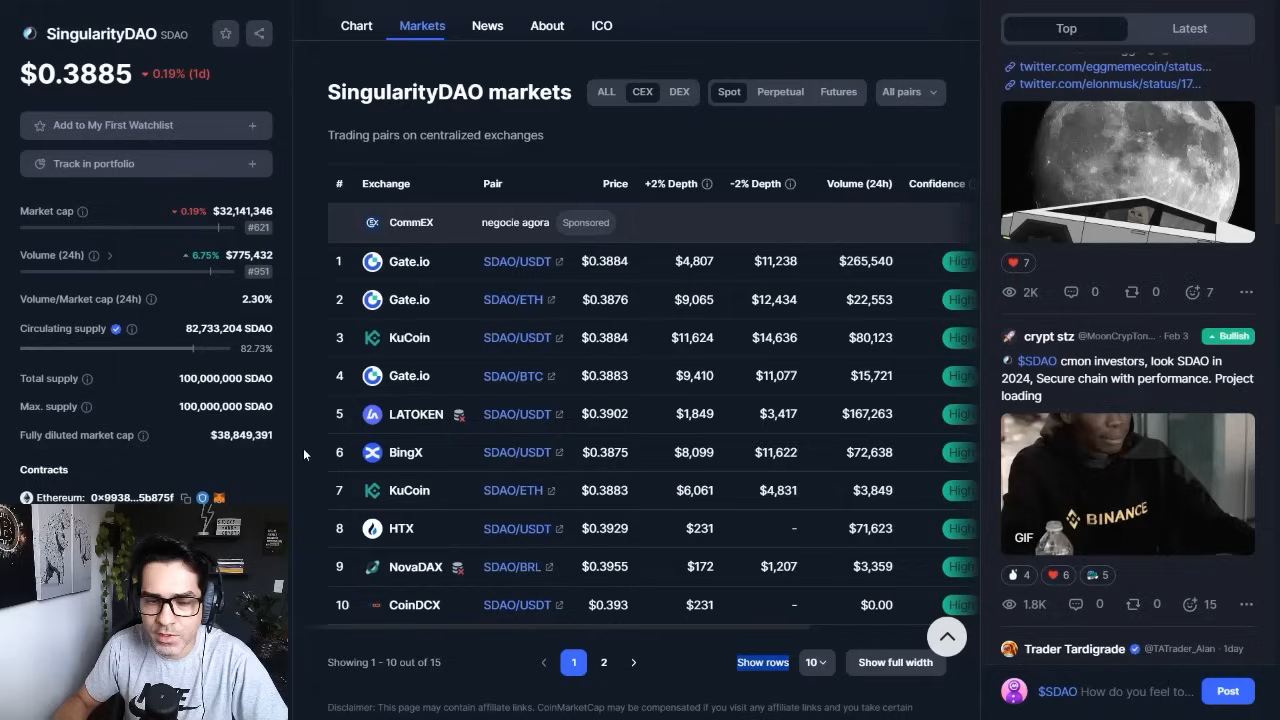 SingularityDAO SDAO
$0.3885 0.19% (1d)
Add to My First Watchlist +
Track in portfolio +
Market cap 0.19% $32,141,346
#621
Volume (24h) 6.75% $775,432
#951
Volume/Market cap (24h) 2.30%
Circulating supply 82,733,204 SDAO
82.73%
Total supply 100,000,000 SDAO
Max. supply 100,000,000 SDAO
Fully diluted market cap $38,849,391
Contracts
Ethereum: 0x9938...5b875f
Chart Markets News About ICO
SingularityDAO markets ALL CEX DEX Spot Perpetual Futures All pairs
Trading pairs on centralized exchanges
# Exchange Pair Price +2% Depth -2% Depth Volume (24h) Confidence
CommEX negocie agora Sponsored
1 Gate.io SDAO/USDT $0.3884 $4,807 $11,238 $265,540 High
2 Gate.io SDAO/ETH $0.3876 $9,065 $12,434 $22,553 High
3 KuCoin SDAO/USDT $0.3884 $11,624 $14,636 $80,123 High
4 Gate.io SDAO/BTC $0.3883 $9,410 $11,077 $15,721 High
5 LATOKEN SDAO/USDT $0.3902 $1,849 $3,417 $167,263 High
6 BingX SDAO/USDT $0.3875 $8,099 $11,622 $72,638 High
7 KuCoin SDAO/ETH $0.3883 $6,061 $4,831 $3,849 High
8 HTX SDAO/USDT $0.3929 $231 - $71,623 High
9 NovaDAX SDAO/BRL $0.3955 $172 $1,207 $3,359 High
10 CoinDCX SDAO/USDT $0.393 $231 - $0.00 High
Showing 1 - 10 out of 15 1 2 Show rows 10 Show full width
Disclaimer: This page may contain affiliate links. CoinMarketCap may be compensated if you visit any affiliate links and you take certain
Top Latest
twitter.com/eggmemecoin/status...
twitter.com/elonmusk/status/17...
7
2K 0 0 7
crypt stz @MoonCrypTon... · Feb 3 Bullish
$SDAO cmon investors, look SDAO in
2024, Secure chain with performance. Project
loading
BINANCE
GIF
4 6 5
1.8K 0 0 15
Trader Tardigrade @TATrader_Alan · 1day
$SDAO How do you feel to... Post